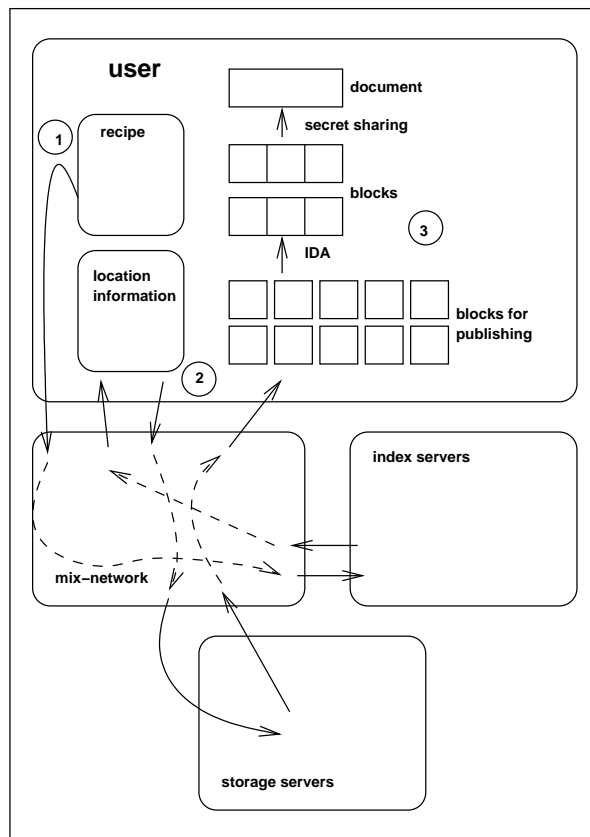 user
document
secret sharing
1
recipe
blocks
3
IDA
location
information
blocks for
publishing
2
index servers
mix–network
storage servers